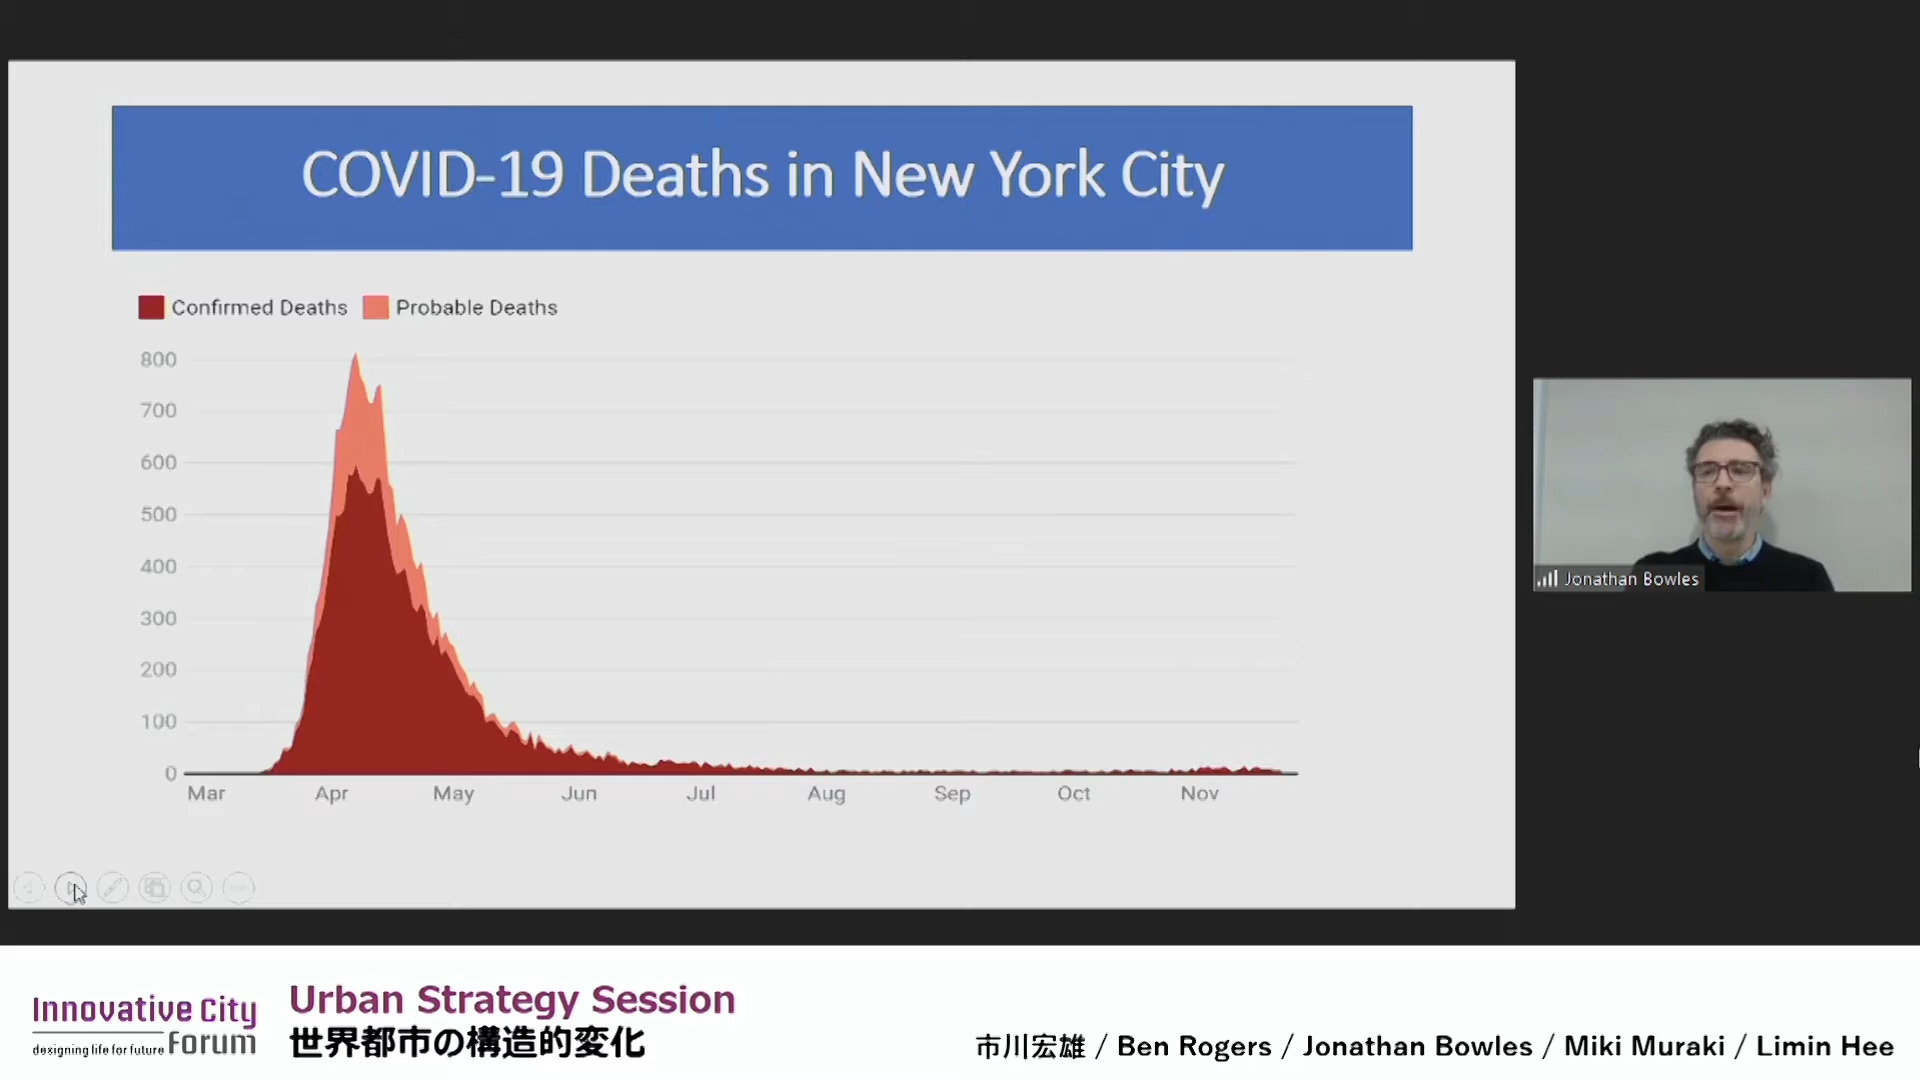 COVID-19 Deaths in New York City
Confirmed Deaths Probable Deaths
800
700
600
500
400
300
200
100
0
Mar Apr May Jun Jul Aug Sep Oct Nov
Jonathan Bowles
Innovative City
Forum
designing life for future
Urban Strategy Session
世界都市の構造的変化
市川宏雄 / Ben Rogers / Jonathan Bowles / Miki Muraki / Limin Hee